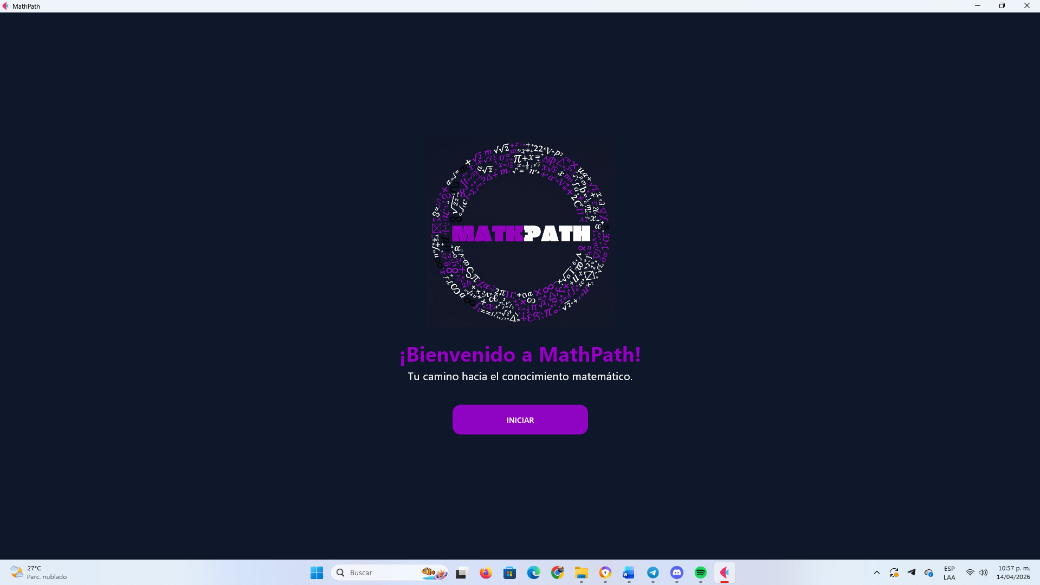 MathPath
MATHPATH
¡Bienvenido a MathPath!
Tu camino hacia el conocimiento matemático.
INICIAR
27°C
Parc. nublado
Buscar
ESP
LAA
10:57 p. m.
14/04/2026